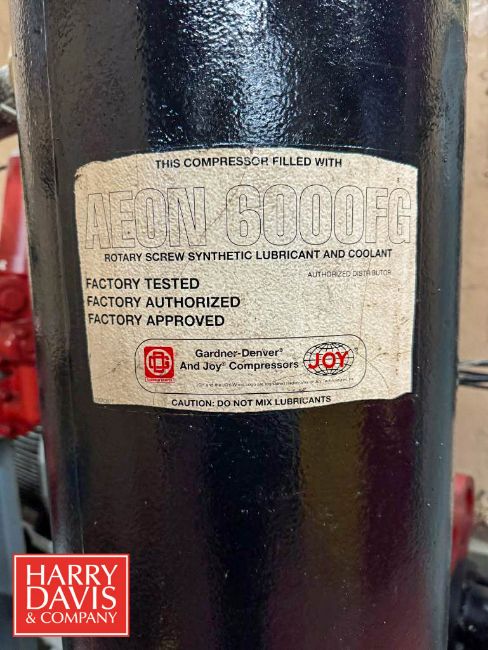 THIS COMPRESSOR FILLED WITH
AEON 6000FG
ROTARY SCREW SYNTHETIC LUBRICANT AND COOLANT
AUTHORIZED DISTRIBUTOR
FACTORY TESTED
FACTORY AUTHORIZED
FACTORY APPROVED
Gardner-Denver®
And Joy® Compressors
JOY
CAUTION: DO NOT MIX LUBRICANTS
HARRY
DAVIS
& COMPANY